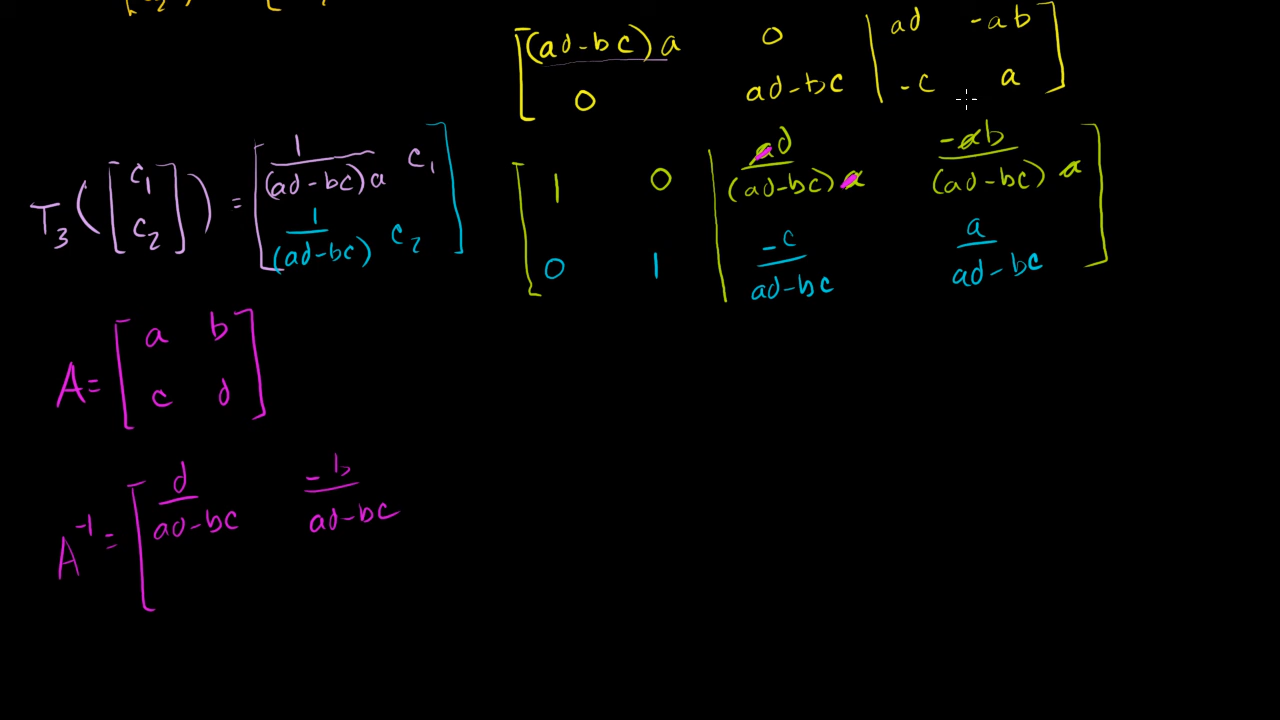 [(ad-bc)a 0 | ad -ab]
[0 ad-bc | -c a]
T₃([c₁ c₂]) = [1/((ad-bc)a) c₁
1/(ad-bc) c₂]
[1 0 | ad/((ad-bc)a) -ab/((ad-bc)a)]
[0 1 | -c/(ad-bc) a/(ad-bc)]
A = [a b
c d]
A⁻¹ = [d/(ad-bc) -b/(ad-bc)